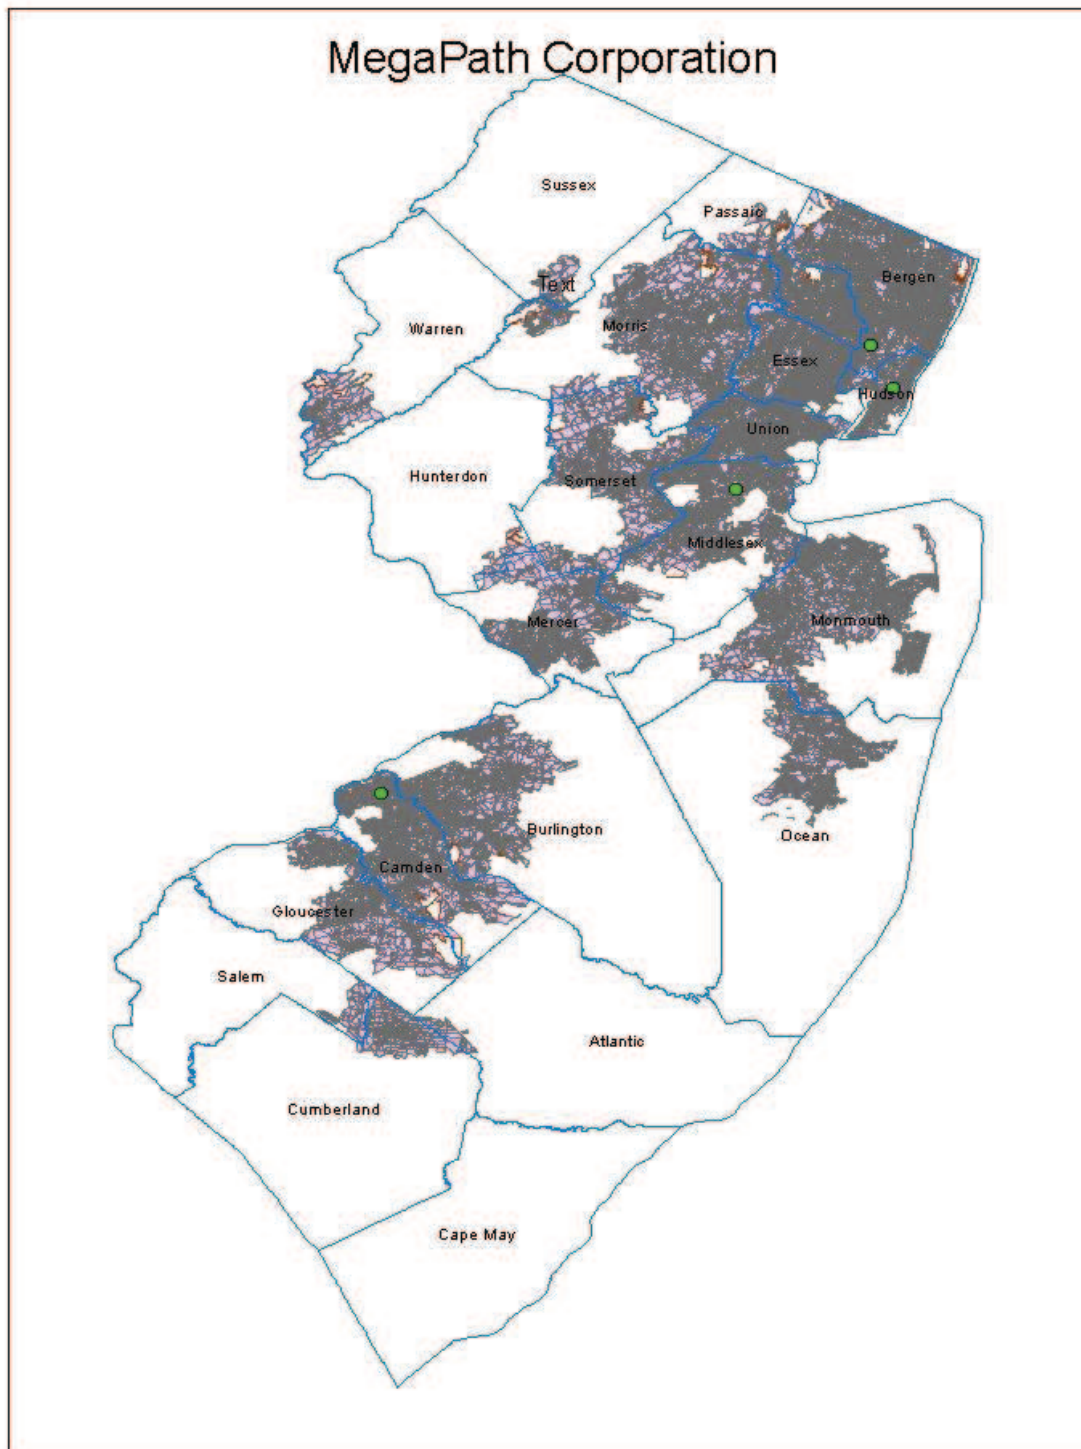 MegaPath Corporation
Sussex
Passaic
Bergen
Text
Warren
Morris
Essex
Hudson
Union
Hunterdon
Somerset
Middlesex
Mercer
Monmouth
Burlington
Ocean
Camden
Gloucester
Salem
Atlantic
Cumberland
Cape May